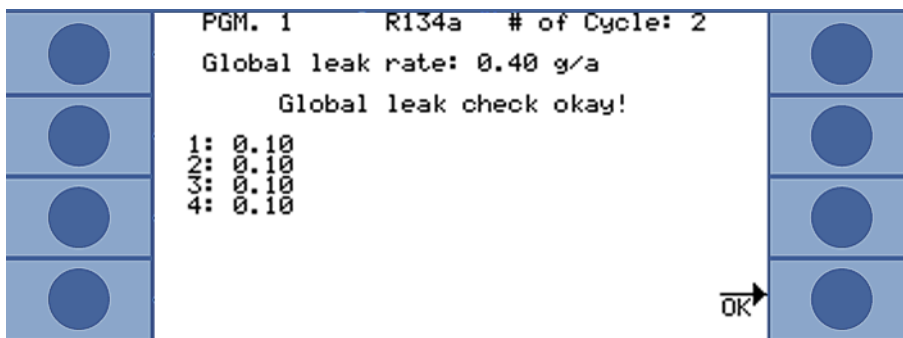 PGM. 1 R134a # of Cycle: 2
Global leak rate: 0.40 g/a
Global leak check okay!
1: 0.10
2: 0.10
3: 0.10
4: 0.10
OK